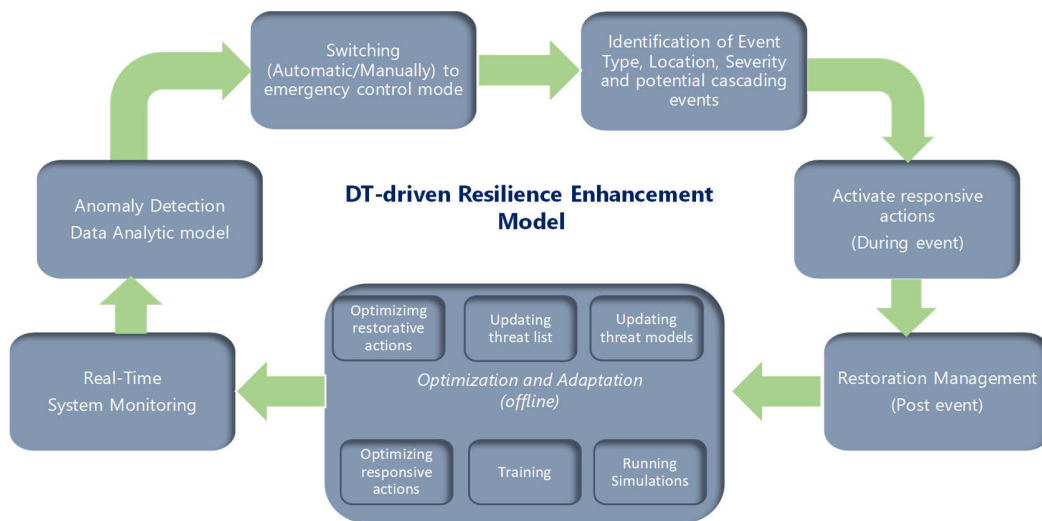 Switching
(Automatic/Manually) to
emergency control mode
Identification of Event
Type, Location, Severity
and potential cascading
events
Activate responsive
actions
(During event)
Anomaly Detection
Data Analytic model
DT-driven Resilience Enhancement
Model
Real-Time
System Monitoring
Optimizimg
restorative
actions
Updating
threat list
Updating
threat models
Optimization and Adaptation
(offline)
Optimizing
responsive
actions
Training
Running
Simulations
Restoration Management
(Post event)